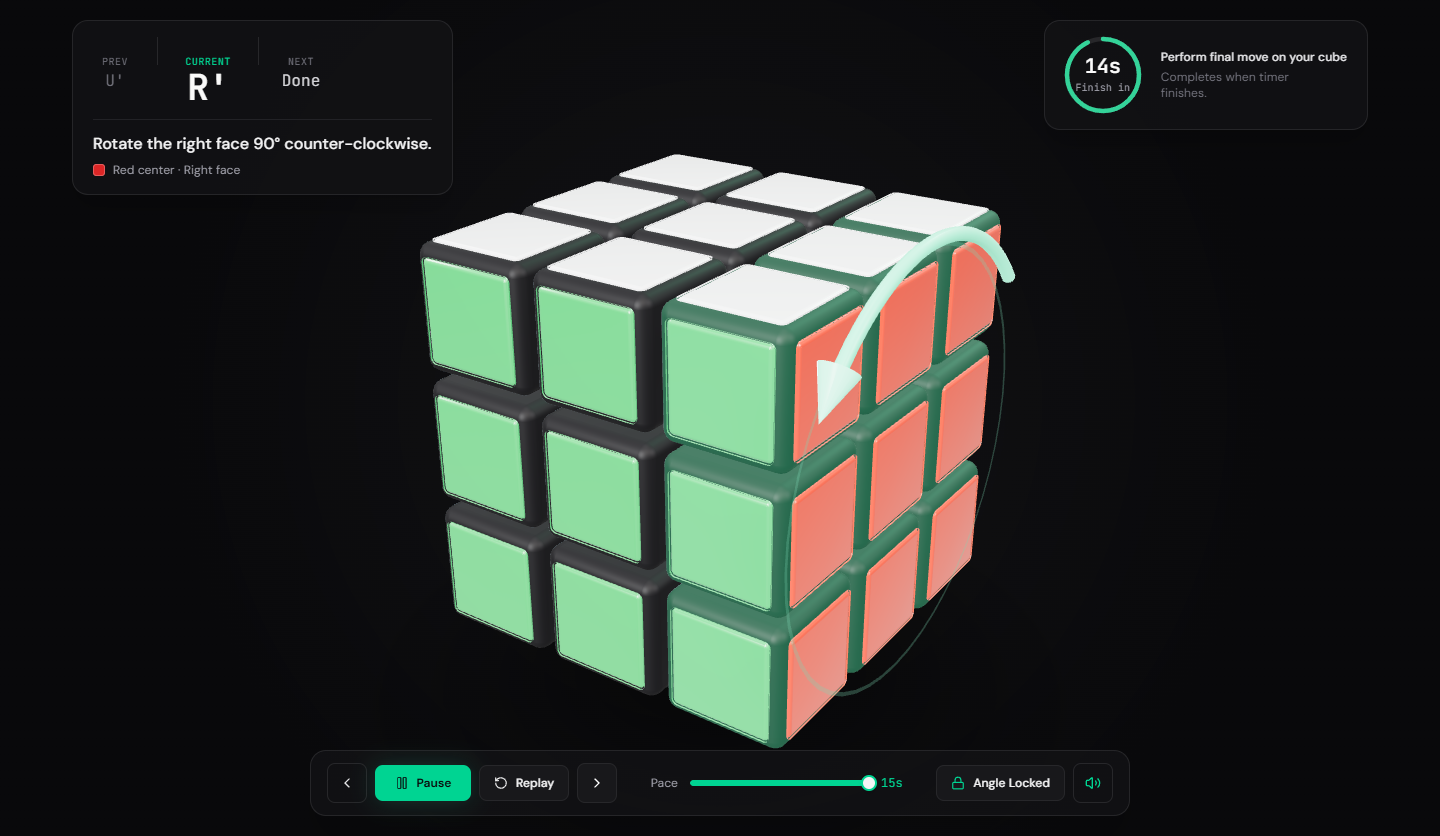 PREV
U'
CURRENT
R'
NEXT
Done
Rotate the right face 90° counter-clockwise.
Red center · Right face
14s
Finish in
Perform final move on your cube
Completes when timer
finishes.
Pause
Replay
Pace
15s
Angle Locked